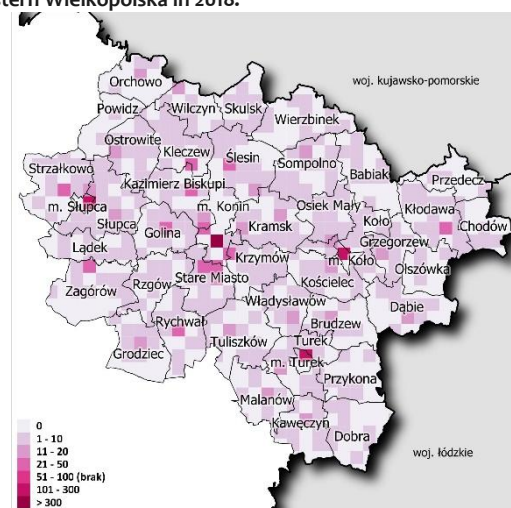 stern Wielkopolska in 2018.
Orchowo
woj. kujawsko-pomorskie
Powidz
Wilczyn
Skulsk
Wierzbinek
Ostrowite
Kleczew
Ślesin
Sompolno
Strzałkowo
Babiak
Przedecz
Kazimierz Biskupi
m. Słupca
m. Konin
Osiek Mały
Kłodawa
Słupca
Golina
Kramsk
Koło
Chodów
Lądek
Grzegorzew
Krzymów
m. Koło
Olszówka
Zagórów
Rzgów
Stare Miasto
Kościelec
Władysławów
Dąbie
Rychwał
Brudzew
Grodziec
Tuliszków
Turek
m. Turek
Przykona
Malanów
Kawęczyn
Dobra
woj. łódzkie
0
1 - 10
11 - 20
21 - 50
51 - 100 (brak)
101 - 300
> 300